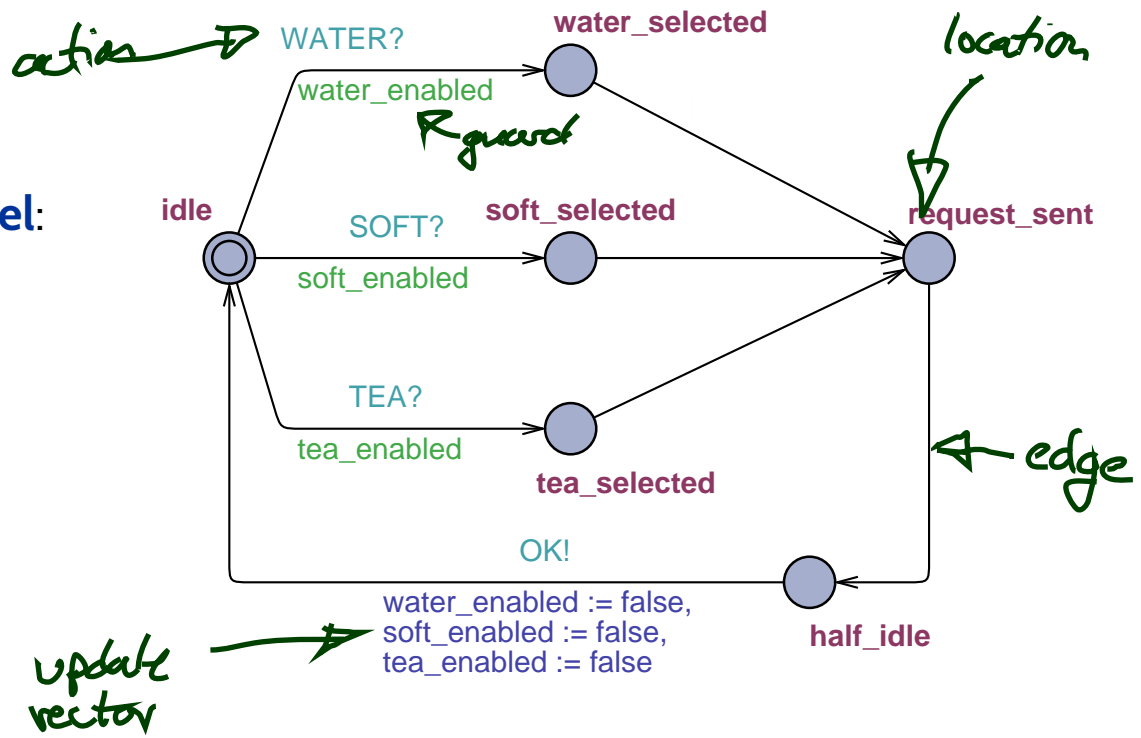 water_selected
action
WATER?
location
water_enabled
guard
el:
idle
SOFT?
soft_selected
request_sent
soft_enabled
TEA?
tea_enabled
edge
tea_selected
OK!
water_enabled := false,
soft_enabled := false,
tea_enabled := false
half_idle
update
vector